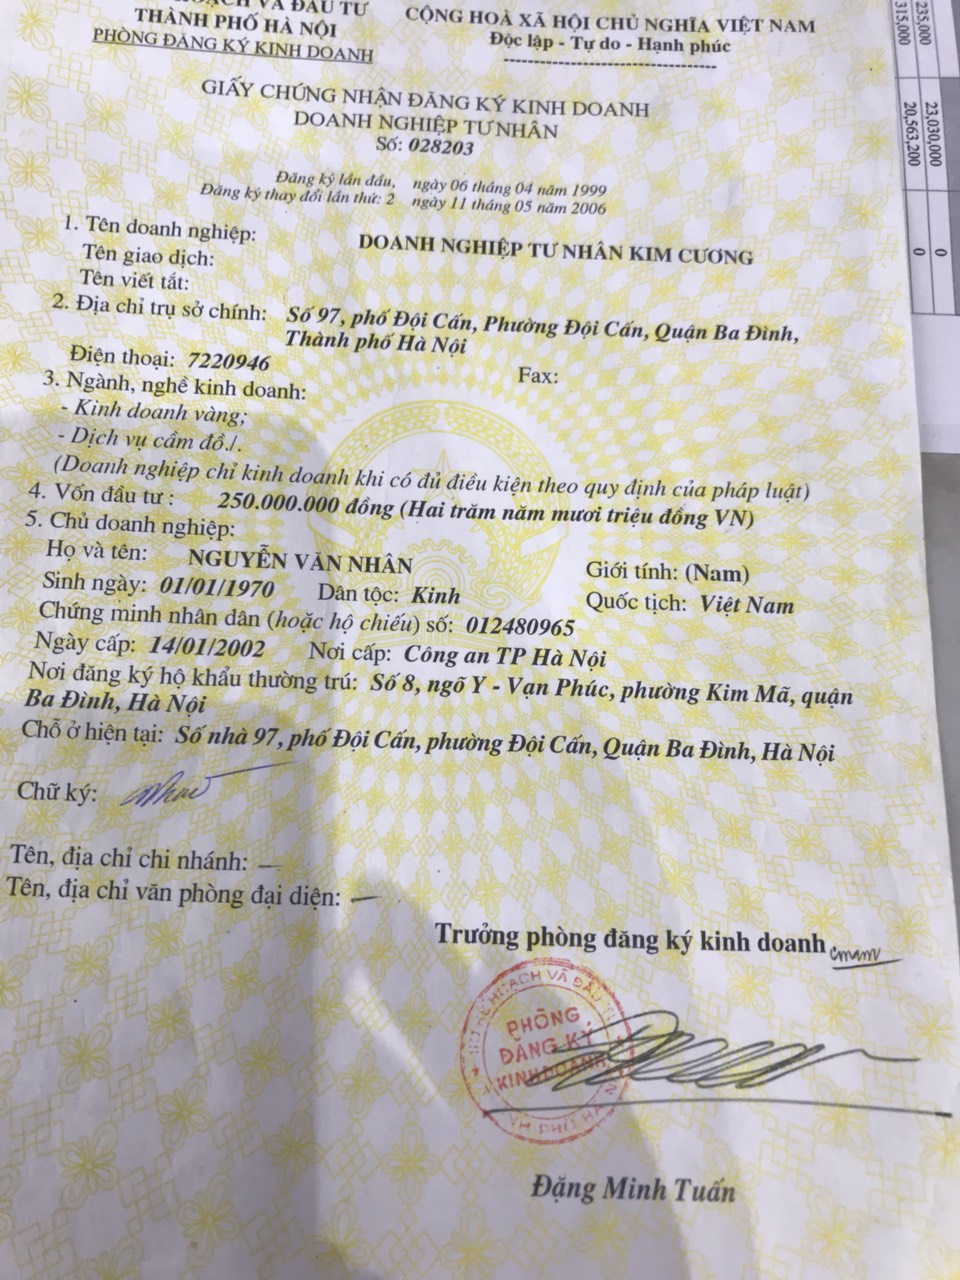 VÀ ĐẦU TƯ
THÀNH PHỐ HÀ NỘI
PHÒNG ĐĂNG KÝ KINH DOANH
CỘNG HOÀ XÃ HỘI CHỦ NGHĨA VIỆT NAM
Độc lập - Tự do - Hạnh phúc
GIẤY CHỨNG NHẬN ĐĂNG KÝ KINH DOANH
DOANH NGHIỆP TƯ NHÂN
Số: 028203
Đăng ký lần đầu, ngày 06 tháng 04 năm 1999
Đăng ký thay đổi lần thứ: 2 ngày 11 tháng 05 năm 2006
1. Tên doanh nghiệp: DOANH NGHIỆP TƯ NHÂN KIM CƯƠNG
Tên giao dịch:
Tên viết tắt:
2. Địa chỉ trụ sở chính: Số 97, phố Đội Cấn, Phường Đội Cấn, Quận Ba Đình,
Thành phố Hà Nội
Điện thoại: 7220946 Fax:
3. Ngành, nghề kinh doanh:
- Kinh doanh vàng;
- Dịch vụ cầm đồ./.
(Doanh nghiệp chỉ kinh doanh khi có đủ điều kiện theo quy định của pháp luật)
4. Vốn đầu tư : 250.000.000 đồng (Hai trăm năm mươi triệu đồng VN)
5. Chủ doanh nghiệp:
Họ và tên: NGUYỄN VĂN NHÂN Giới tính: (Nam)
Sinh ngày: 01/01/1970 Dân tộc: Kinh Quốc tịch: Việt Nam
Chứng minh nhân dân (hoặc hộ chiếu) số: 012480965
Ngày cấp: 14/01/2002 Nơi cấp: Công an TP Hà Nội
Nơi đăng ký hộ khẩu thường trú: Số 8, ngõ Y - Vạn Phúc, phường Kim Mã, quận
Ba Đình, Hà Nội
Chỗ ở hiện tại: Số nhà 97, phố Đội Cấn, phường Đội Cấn, Quận Ba Đình, Hà Nội
Chữ ký:
Tên, địa chỉ chi nhánh: —
Tên, địa chỉ văn phòng đại diện: —
Trưởng phòng đăng ký kinh doanh
PHÒNG
ĐĂNG KÝ
KINH DOANH
Đặng Minh Tuấn
235,000 23,030,000 0
315,000 20,563,200 0